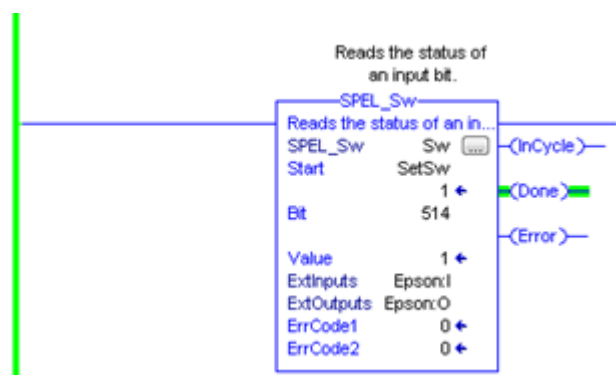 Reads the status of
an input bit.
SPEL_Sw
Reads the status of an in...
SPEL_Sw Sw ...
(InCycle)
Start SetSw
1
(Done)
Bit 514
(Error)
Value 1
ExtInputs Epson:I
ExtOutputs Epson:O
ErrCode1 0
ErrCode2 0